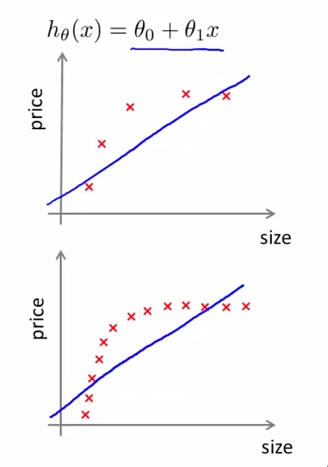 hθ(x) = θ0 + θ1x
price
size
price
size